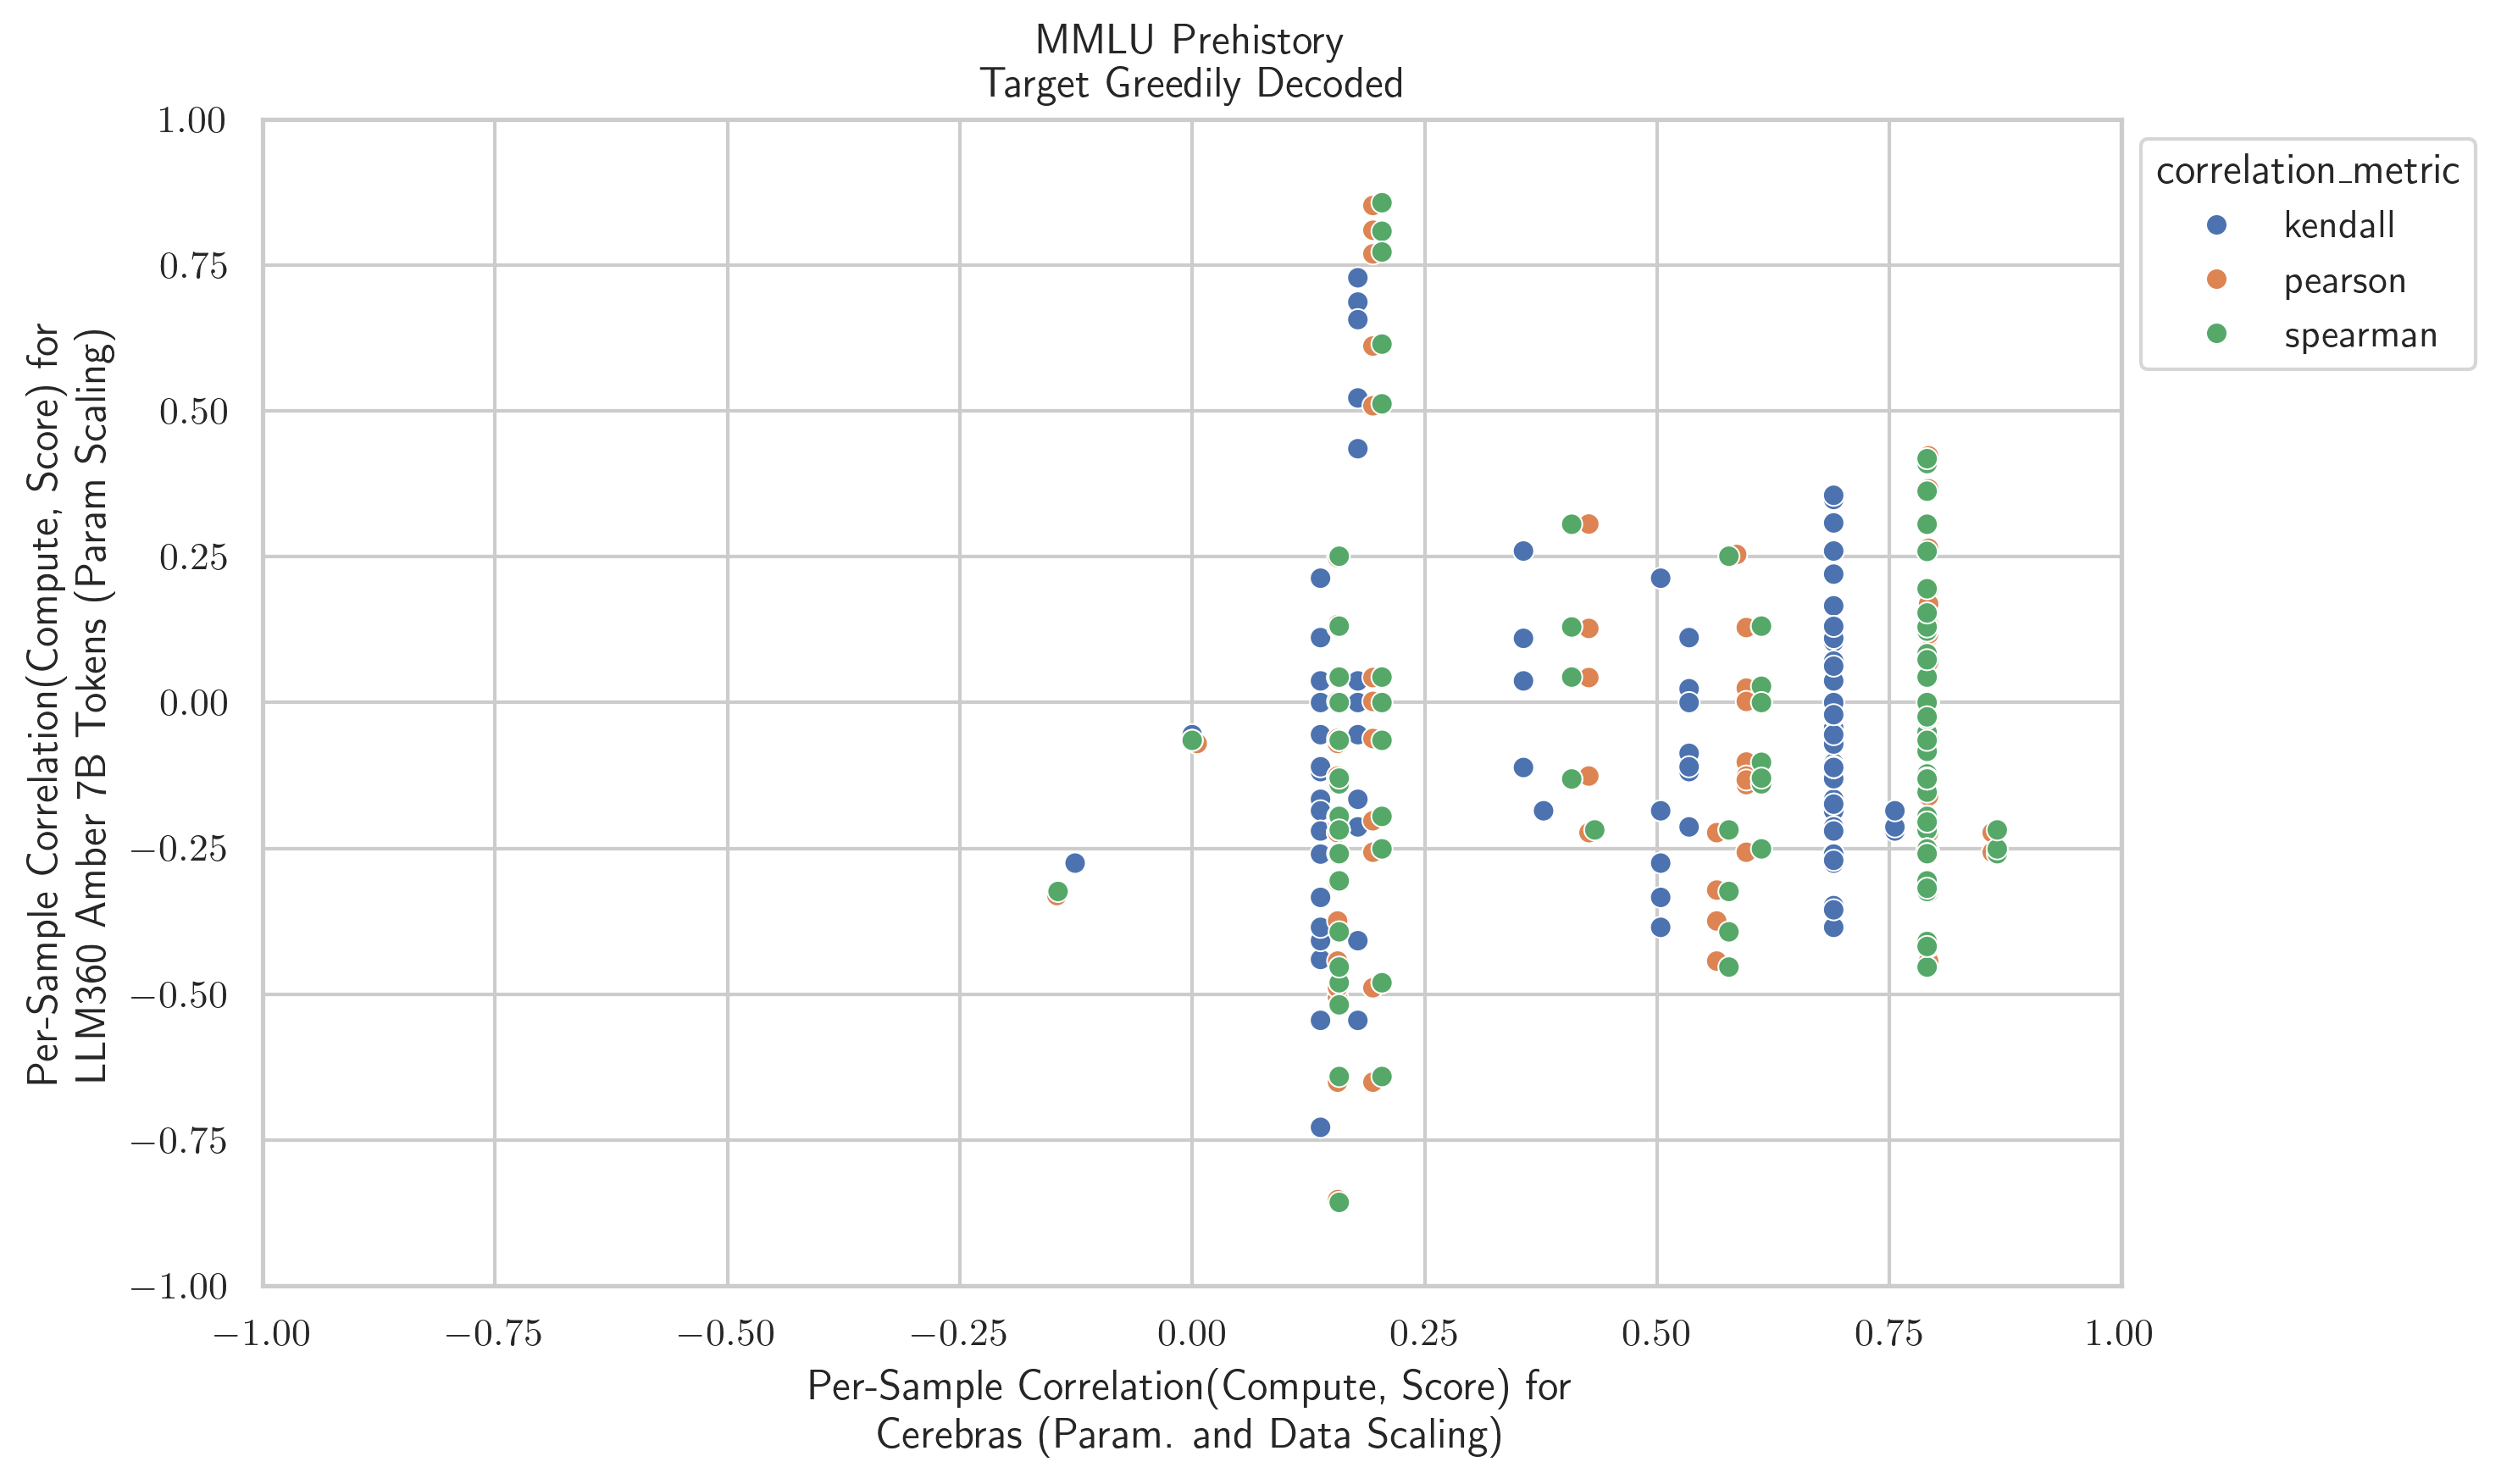 MMLU Prehistory
Target Greedily Decoded
Per-Sample Correlation(Compute, Score) for
LLM360 Amber 7B Tokens (Param Scaling)
1.00
0.75
0.50
0.25
0.00
−0.25
−0.50
−0.75
−1.00
−1.00 −0.75 −0.50 −0.25 0.00 0.25 0.50 0.75 1.00
Per-Sample Correlation(Compute, Score) for
Cerebras (Param. and Data Scaling)
correlation_metric
kendall
pearson
spearman